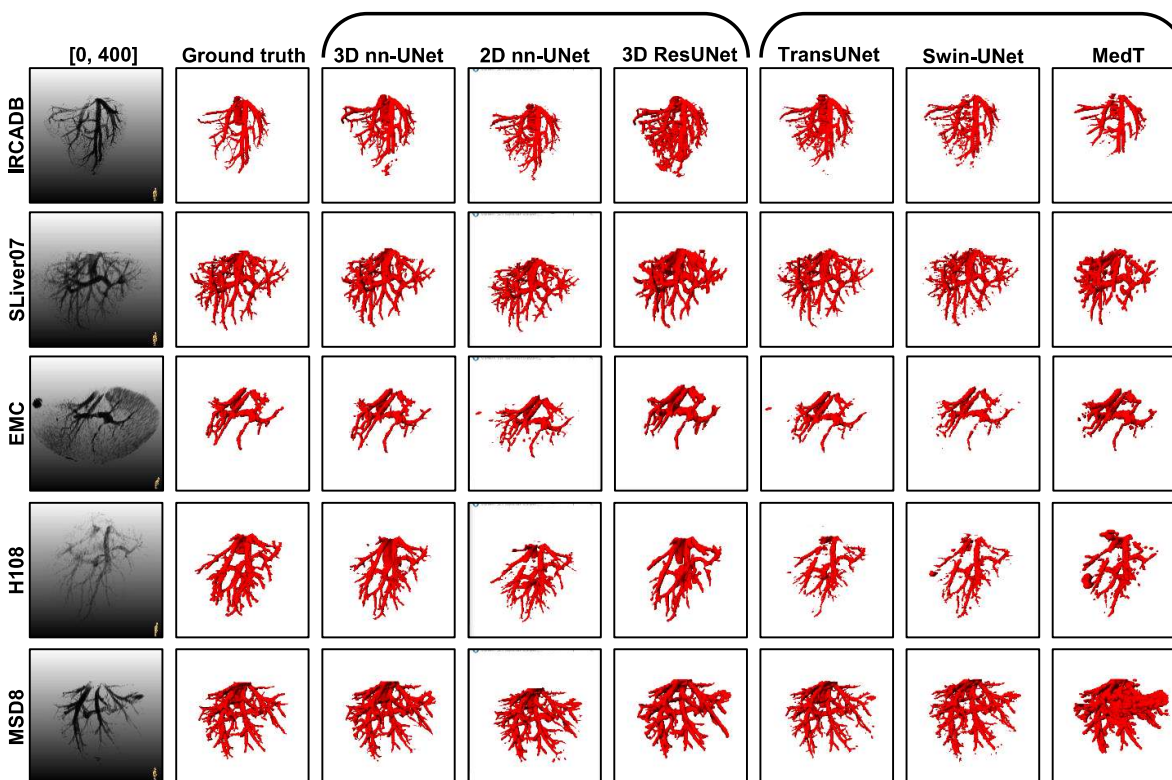 [0, 400] Ground truth 3D nn-UNet 2D nn-UNet 3D ResUNet TransUNet Swin-UNet MedT
IRCADB
SLiver07
EMC
H108
MSD8